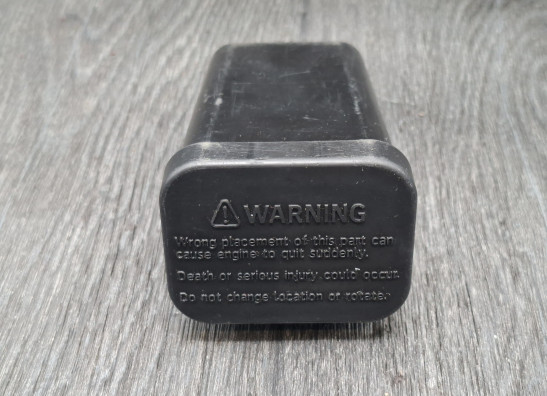 WARNING
Wrong placement of this part can
cause engine to quit suddenly.
Death or serious injury could occur.
Do not change location or rotate.